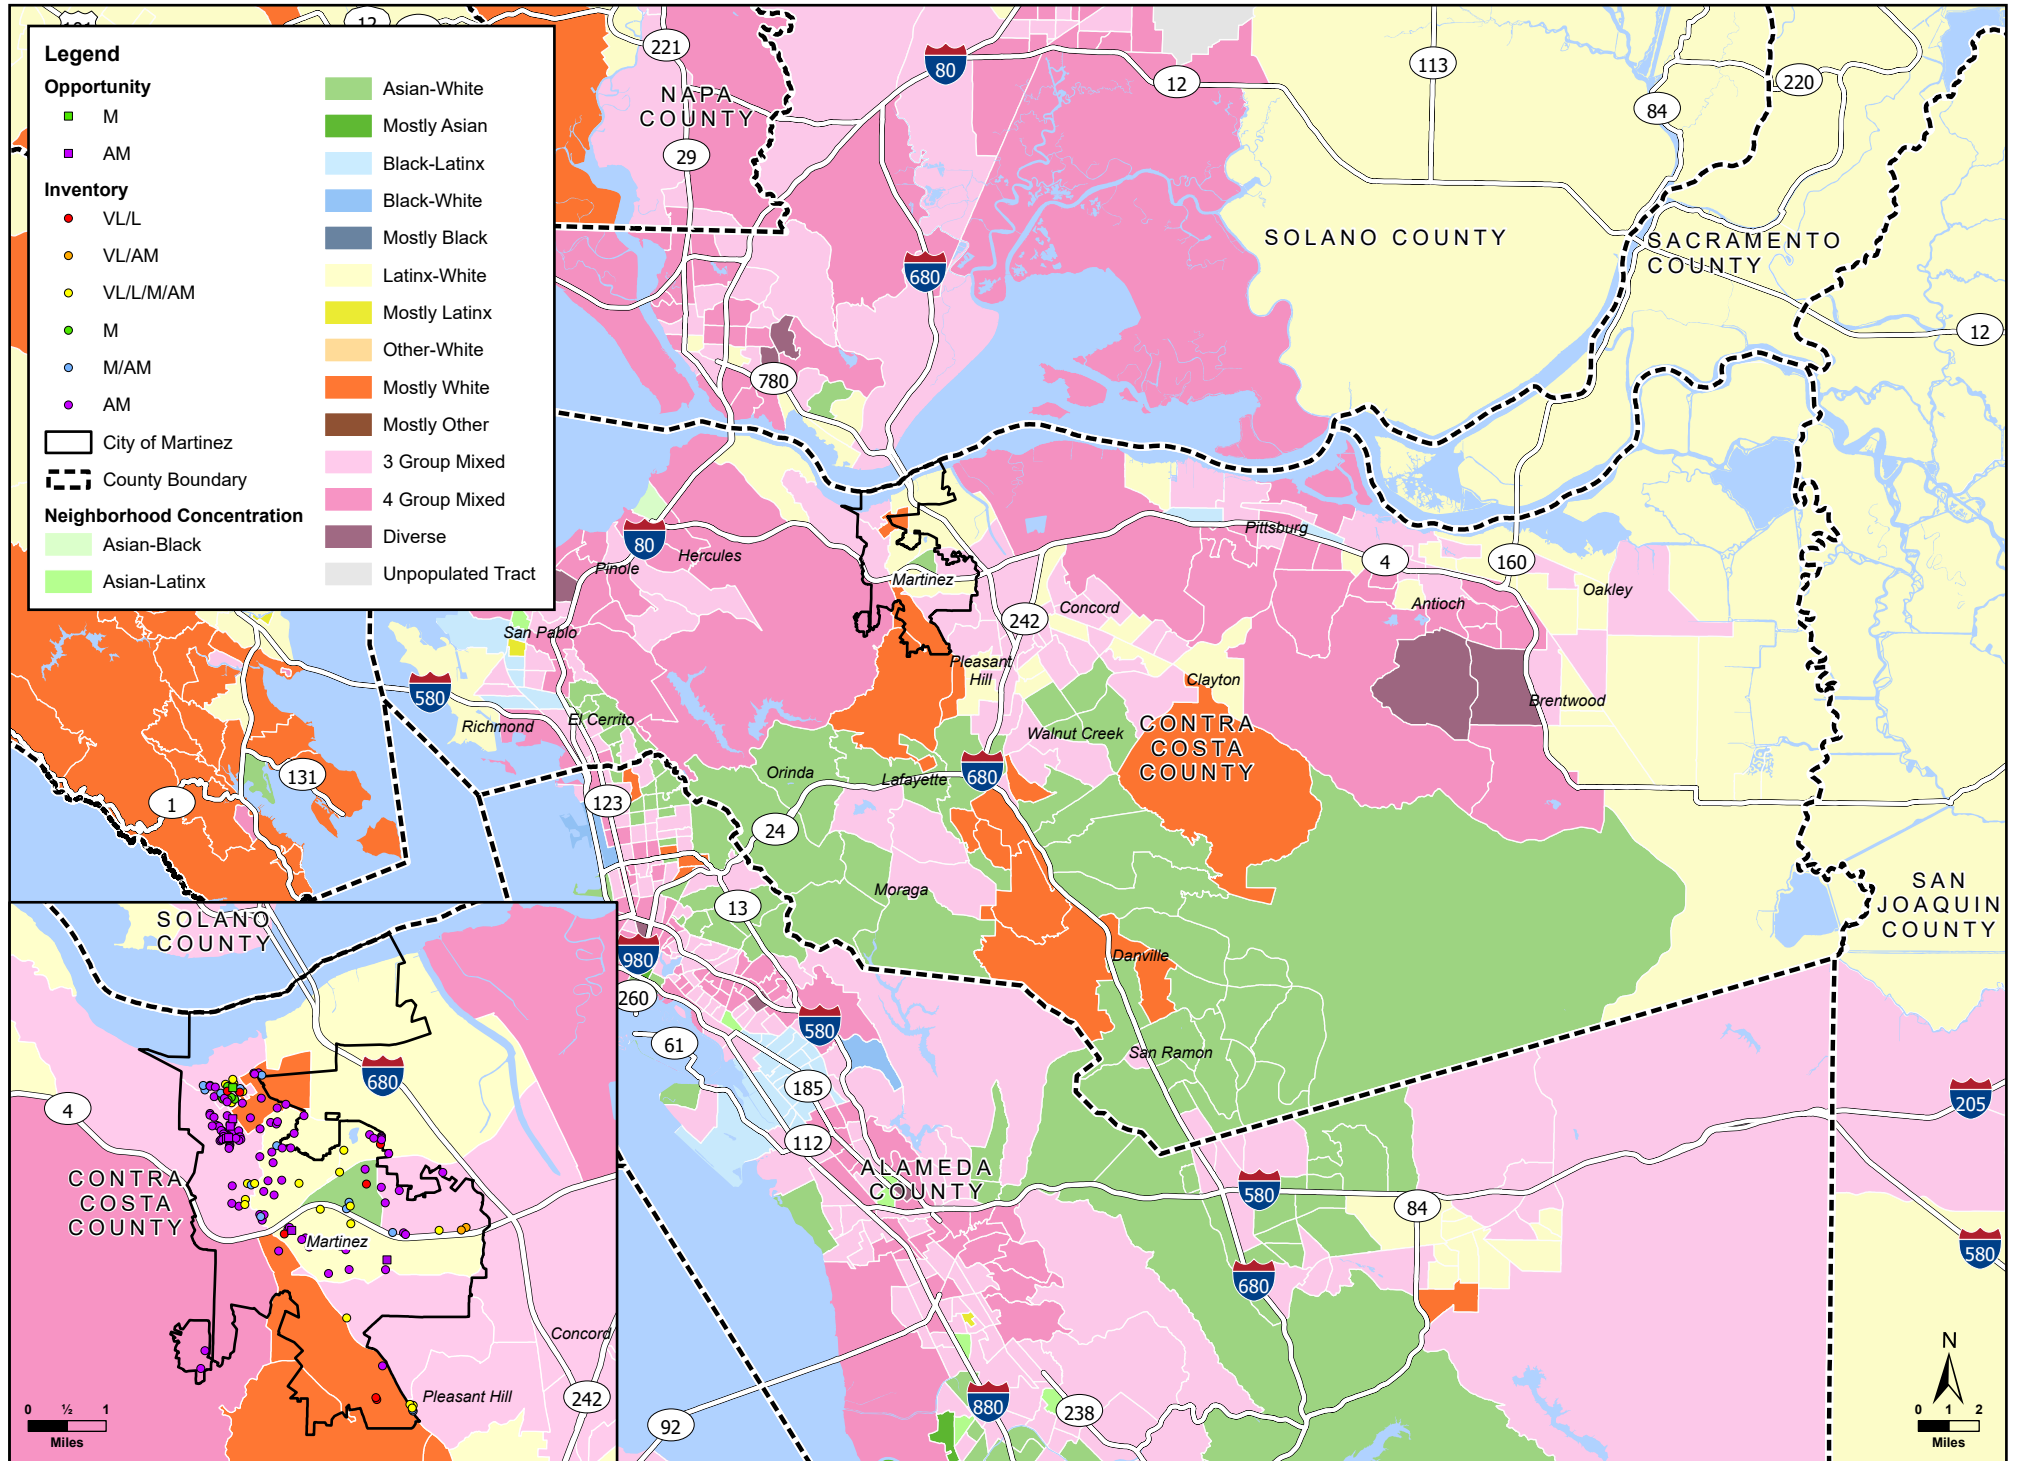 Legend
Opportunity
M
AM
Inventory
VL/L
VL/AM
VL/L/M/AM
M
M/AM
AM
City of Martinez
County Boundary
Neighborhood Concentration
Asian-Black
Asian-Latinx
Asian-White
Mostly Asian
Black-Latinx
Black-White
Mostly Black
Latinx-White
Mostly Latinx
Other-White
Mostly White
Mostly Other
3 Group Mixed
4 Group Mixed
Diverse
Unpopulated Tract
12
221
80
12
113
84
220
NAPA
COUNTY
29
SOLANO COUNTY
SACRAMENTO
COUNTY
680
12
780
80
Hercules
Pinole
Pittsburg
4
160
Martinez
Oakley
Concord
Antioch
242
San Pablo
Pleasant
Hill
Clayton
580
Brentwood
Richmond
El Cerrito
Walnut Creek
CONTRA
COSTA
COUNTY
131
1
Orinda
Lafayette
680
123
24
Moraga
13
SAN
JOAQUIN
COUNTY
980
Danville
260
580
61
San Ramon
185
205
112
ALAMEDA
COUNTY
580
84
580
680
880
238
92
N
0 1 2
Miles
SOLANO
COUNTY
680
4
CONTRA
COSTA
COUNTY
Martinez
Concord
Pleasant Hill
242
0 ½ 1
Miles